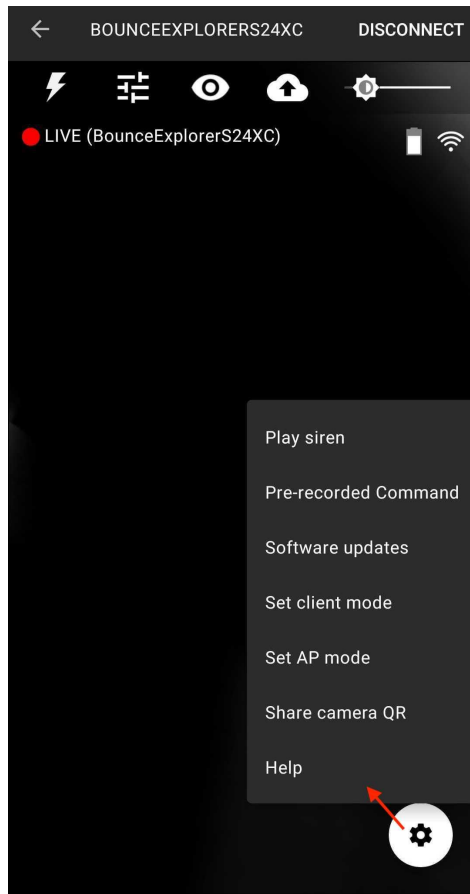 BOUNCEEXPLORERS24XC DISCONNECT
LIVE (BounceExplorerS24XC)
Play siren
Pre-recorded Command
Software updates
Set client mode
Set AP mode
Share camera QR
Help